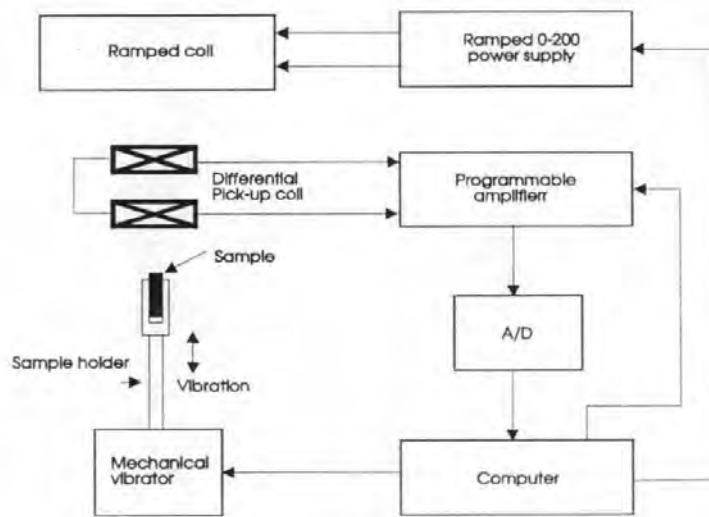 Ramped coil
Ramped 0-200
power supply
Differential
Pick-up coil
Programmable
amplifierr
Sample
A/D
Sample holder
Vibration
Mechanical
vibrator
Computer